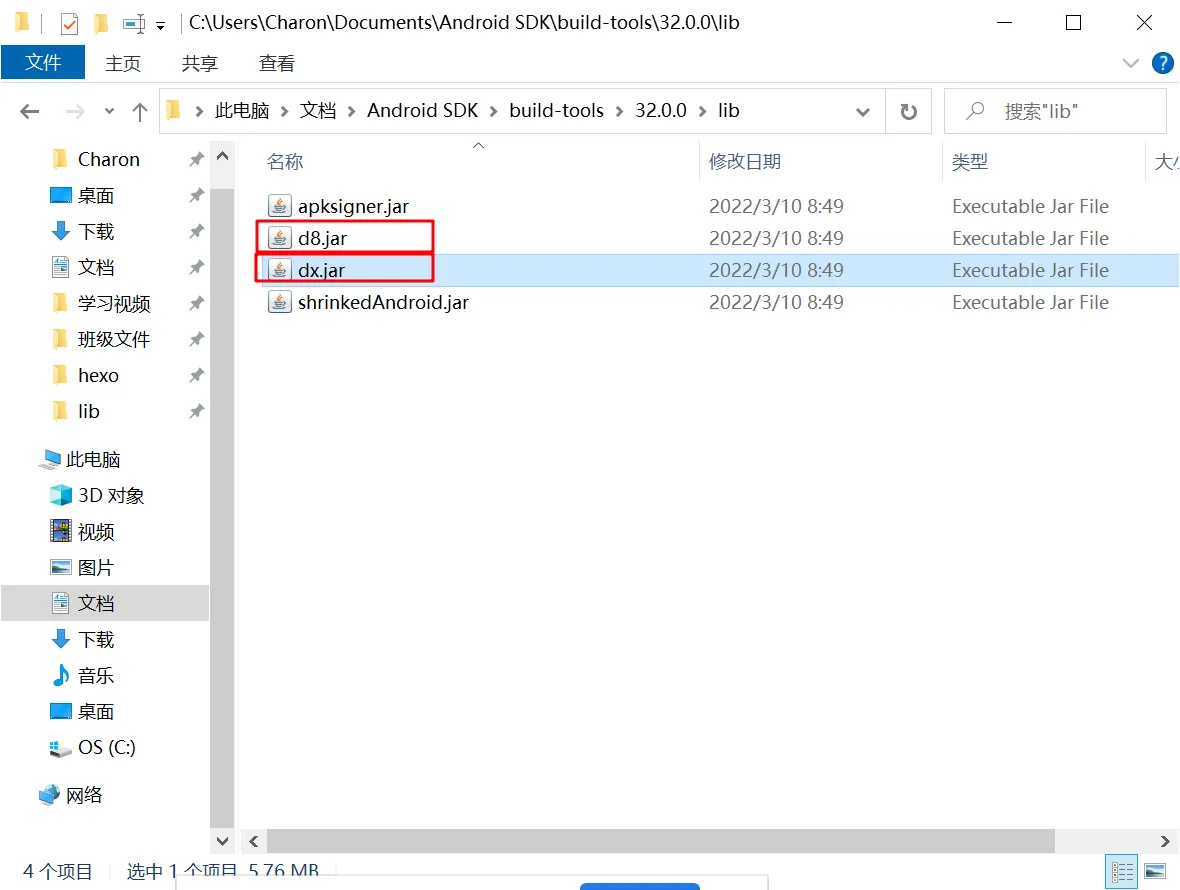 C:\Users\Charon\Documents\Android SDK\build-tools\32.0.0\lib
文件 主页 共享 查看 ?
此电脑 文档 Android SDK build-tools 32.0.0 lib 搜索"lib"
Charon
桌面
下载
文档
学习视频
班级文件
hexo
lib
此电脑
3D 对象
视频
图片
文档
下载
音乐
桌面
OS (C:)
网络
名称 修改日期 类型
apksigner.jar 2022/3/10 8:49 Executable Jar File
d8.jar 2022/3/10 8:49 Executable Jar File
dx.jar 2022/3/10 8:49 Executable Jar File
shrinkedAndroid.jar 2022/3/10 8:49 Executable Jar File
4 个项目 选中 1 个项目 5.76 MB